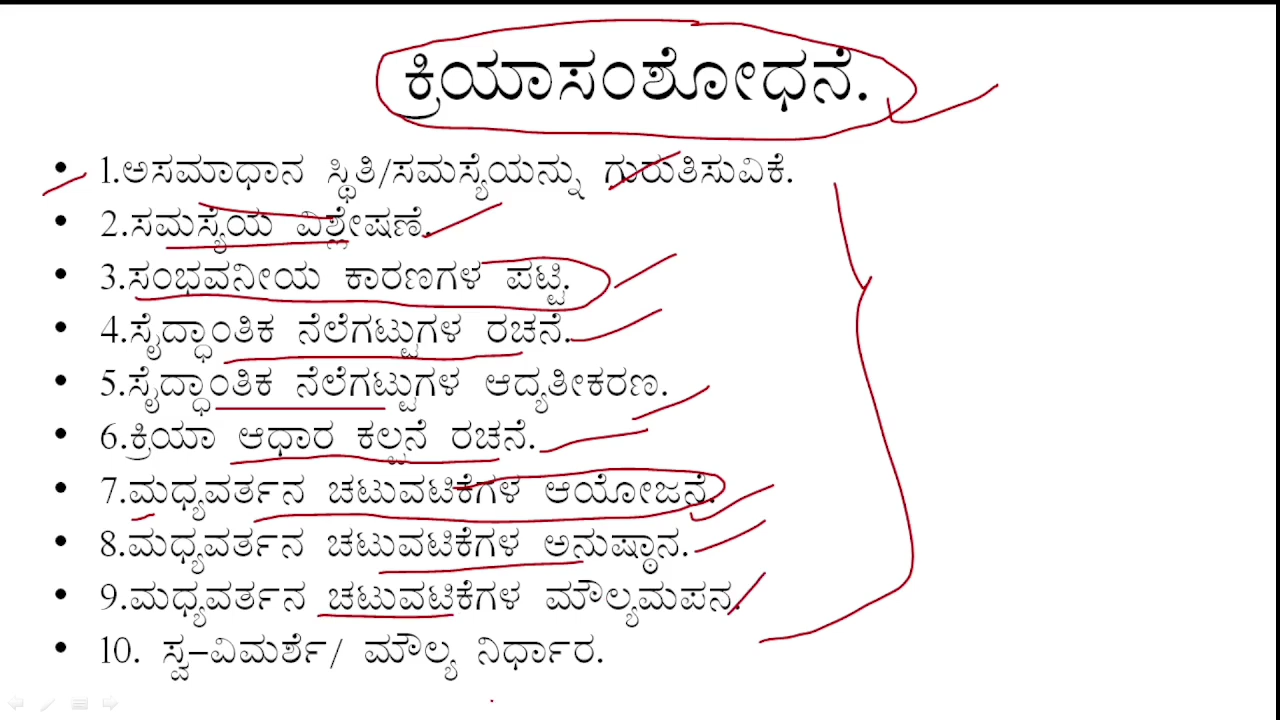 ಕ್ರಿಯಾಸಂಶೋಧನೆ.
• 1.ಅಸಮಾಧಾನ ಸ್ಥಿತಿ/ಸಮಸ್ಯೆಯನ್ನು ಗುರುತಿಸುವಿಕೆ.
• 2.ಸಮಸ್ಯೆಯ ವಿಶ್ಲೇಷಣೆ.
• 3.ಸಂಭವನೀಯ ಕಾರಣಗಳ ಪಟ್ಟಿ.
• 4.ಸೈದ್ಧಾಂತಿಕ ನೆಲೆಗಟ್ಟುಗಳ ರಚನೆ.
• 5.ಸೈದ್ಧಾಂತಿಕ ನೆಲೆಗಟ್ಟುಗಳ ಆದ್ಯತೀಕರಣ.
• 6.ಕ್ರಿಯಾ ಆಧಾರ ಕಲ್ಪನೆ ರಚನೆ.
• 7.ಮಧ್ಯವರ್ತನ ಚಟುವಟಿಕೆಗಳ ಆಯೋಜನೆ.
• 8.ಮಧ್ಯವರ್ತನ ಚಟುವಟಿಕೆಗಳ ಅನುಷ್ಠಾನ.
• 9.ಮಧ್ಯವರ್ತನ ಚಟುವಟಿಕೆಗಳ ಮೌಲ್ಯಮಪನ.
• 10. ಸ್ವ-ವಿಮರ್ಶೆ/ ಮೌಲ್ಯ ನಿರ್ಧಾರ.